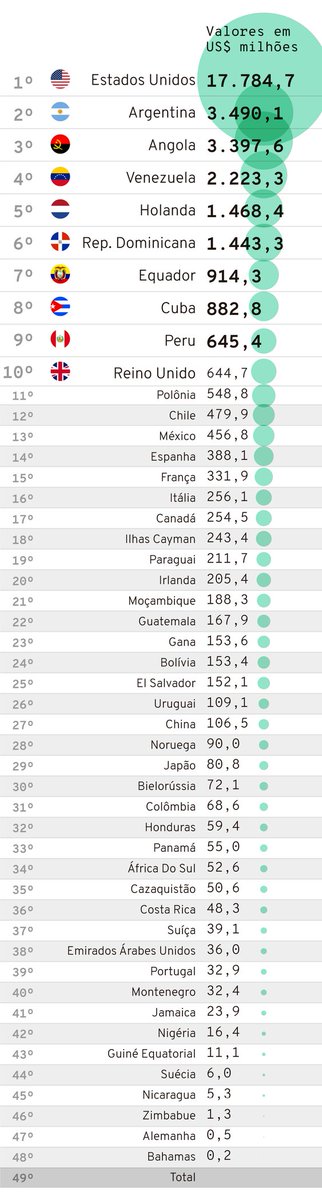 Valores em
US$ milhões
1º Estados Unidos 17.784,7
2º Argentina 3.490,1
3º Angola 3.397,6
4º Venezuela 2.223,3
5º Holanda 1.468,4
6º Rep. Dominicana 1.443,3
7º Equador 914,3
8º Cuba 882,8
9º Peru 645,4
10º Reino Unido 644,7
11º Polônia 548,8
12º Chile 479,9
13º México 456,8
14º Espanha 388,1
15º França 331,9
16º Itália 256,1
17º Canadá 254,5
18º Ilhas Cayman 243,4
19º Paraguai 211,7
20º Irlanda 205,4
21º Moçambique 188,3
22º Guatemala 167,9
23º Gana 153,6
24º Bolívia 153,4
25º El Salvador 152,1
26º Uruguai 109,1
27º China 106,5
28º Noruega 90,0
29º Japão 80,8
30º Bielorússia 72,1
31º Colômbia 68,6
32º Honduras 59,4
33º Panamá 55,0
34º África Do Sul 52,6
35º Cazaquistão 50,6
36º Costa Rica 48,3
37º Suíça 39,1
38º Emirados Árabes Unidos 36,0
39º Portugal 32,9
40º Montenegro 32,4
41º Jamaica 23,9
42º Nigéria 16,4
43º Guiné Equatorial 11,1
44º Suécia 6,0
45º Nicaragua 5,3
46º Zimbabue 1,3
47º Alemanha 0,5
48º Bahamas 0,2
49º Total